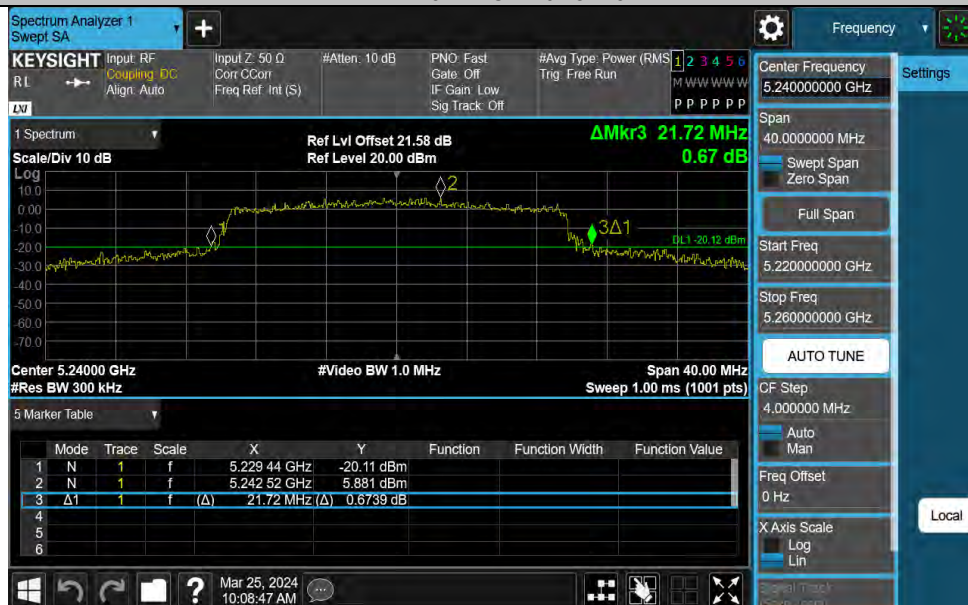 Spectrum Analyzer 1
Swept SA
+
Frequency
KEYSIGHT
RL
LXI
Input: RF
Coupling: DC
Align: Auto
Input Z: 50 Ω
Corr CCorr
Freq Ref: Int (S)
#Atten: 10 dB
PNO: Fast
Gate: Off
IF Gain: Low
Sig Track: Off
#Avg Type: Power (RMS
Trig: Free Run
1 2 3 4 5 6
M W W W W W
P P P P P P
1 Spectrum
Scale/Div 10 dB
Log
Ref Lvl Offset 21.58 dB
Ref Level 20.00 dBm
ΔMkr3 21.72 MHz
0.67 dB
10.0
0.00
-10.0
-20.0
-30.0
-40.0
-50.0
-60.0
-70.0
1
2
3Δ1
DL1 -20.12 dBm
Center 5.24000 GHz
#Video BW 1.0 MHz
Span 40.00 MHz
#Res BW 300 kHz
Sweep 1.00 ms (1001 pts)
5 Marker Table
Mode Trace Scale X Y Function Function Width Function Value
1 N 1 f 5.229 44 GHz -20.11 dBm
2 N 1 f 5.242 52 GHz 5.881 dBm
3 Δ1 1 f (Δ) 21.72 MHz (Δ) 0.6739 dB
4
5
6
?
Mar 25, 2024
10:08:47 AM
Center Frequency
5.240000000 GHz
Settings
Span
40.0000000 MHz
Swept Span
Zero Span
Full Span
Start Freq
5.220000000 GHz
Stop Freq
5.260000000 GHz
AUTO TUNE
CF Step
4.000000 MHz
Auto
Man
Freq Offset
0 Hz
Local
X Axis Scale
Log
Lin
Signal Track